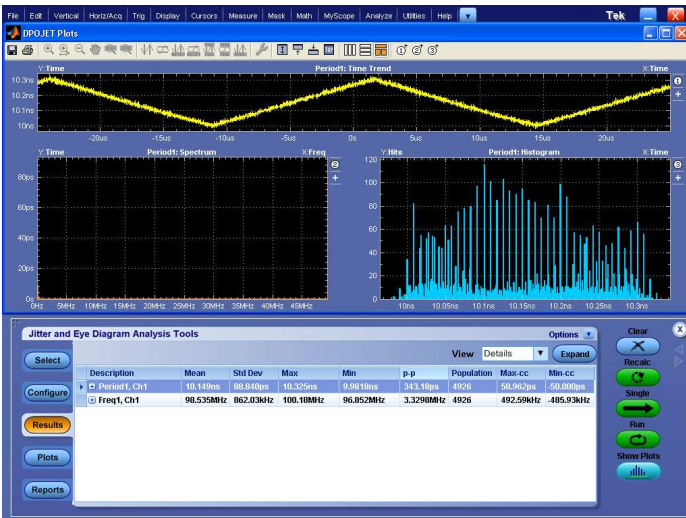 File Edit Vertical Horiz/Acq Trig Display Cursors Measure Mask Math MyScope Analyze Utilities Help Tek
DPOJET Plots
Y:Time Period1: Time Trend X:Time
10.3ns
10.2ns
10.1ns
10ns
-20us -15us -10us -5us 0s 5us 10us 15us 20us
Y:Time Period1: Spectrum X:Freq
80ps
60ps
40ps
20ps
0s
0Hz 5MHz 10MHz 15MHz 20MHz 25MHz 30MHz 35MHz 40MHz 45MHz
Y:Hits Period1: Histogram X:Time
120
100
80
60
40
20
0
10ns 10.05ns 10.1ns 10.15ns 10.2ns 10.25ns 10.3ns
Jitter and Eye Diagram Analysis Tools Options
View Details Expand
Description Mean Std Dev Max Min p-p Population Max-cc Min-cc
Period1, Ch1 10.149ns 88.840ps 10.325ns 9.9818ns 343.18ps 4926 50.962ps -50.000ps
Freq1, Ch1 98.535MHz 862.03kHz 100.18MHz 96.852MHz 3.3298MHz 4926 492.59kHz -485.93kHz
Select
Configure
Results
Plots
Reports
Clear
Recalc
Single
Run
Show Plots